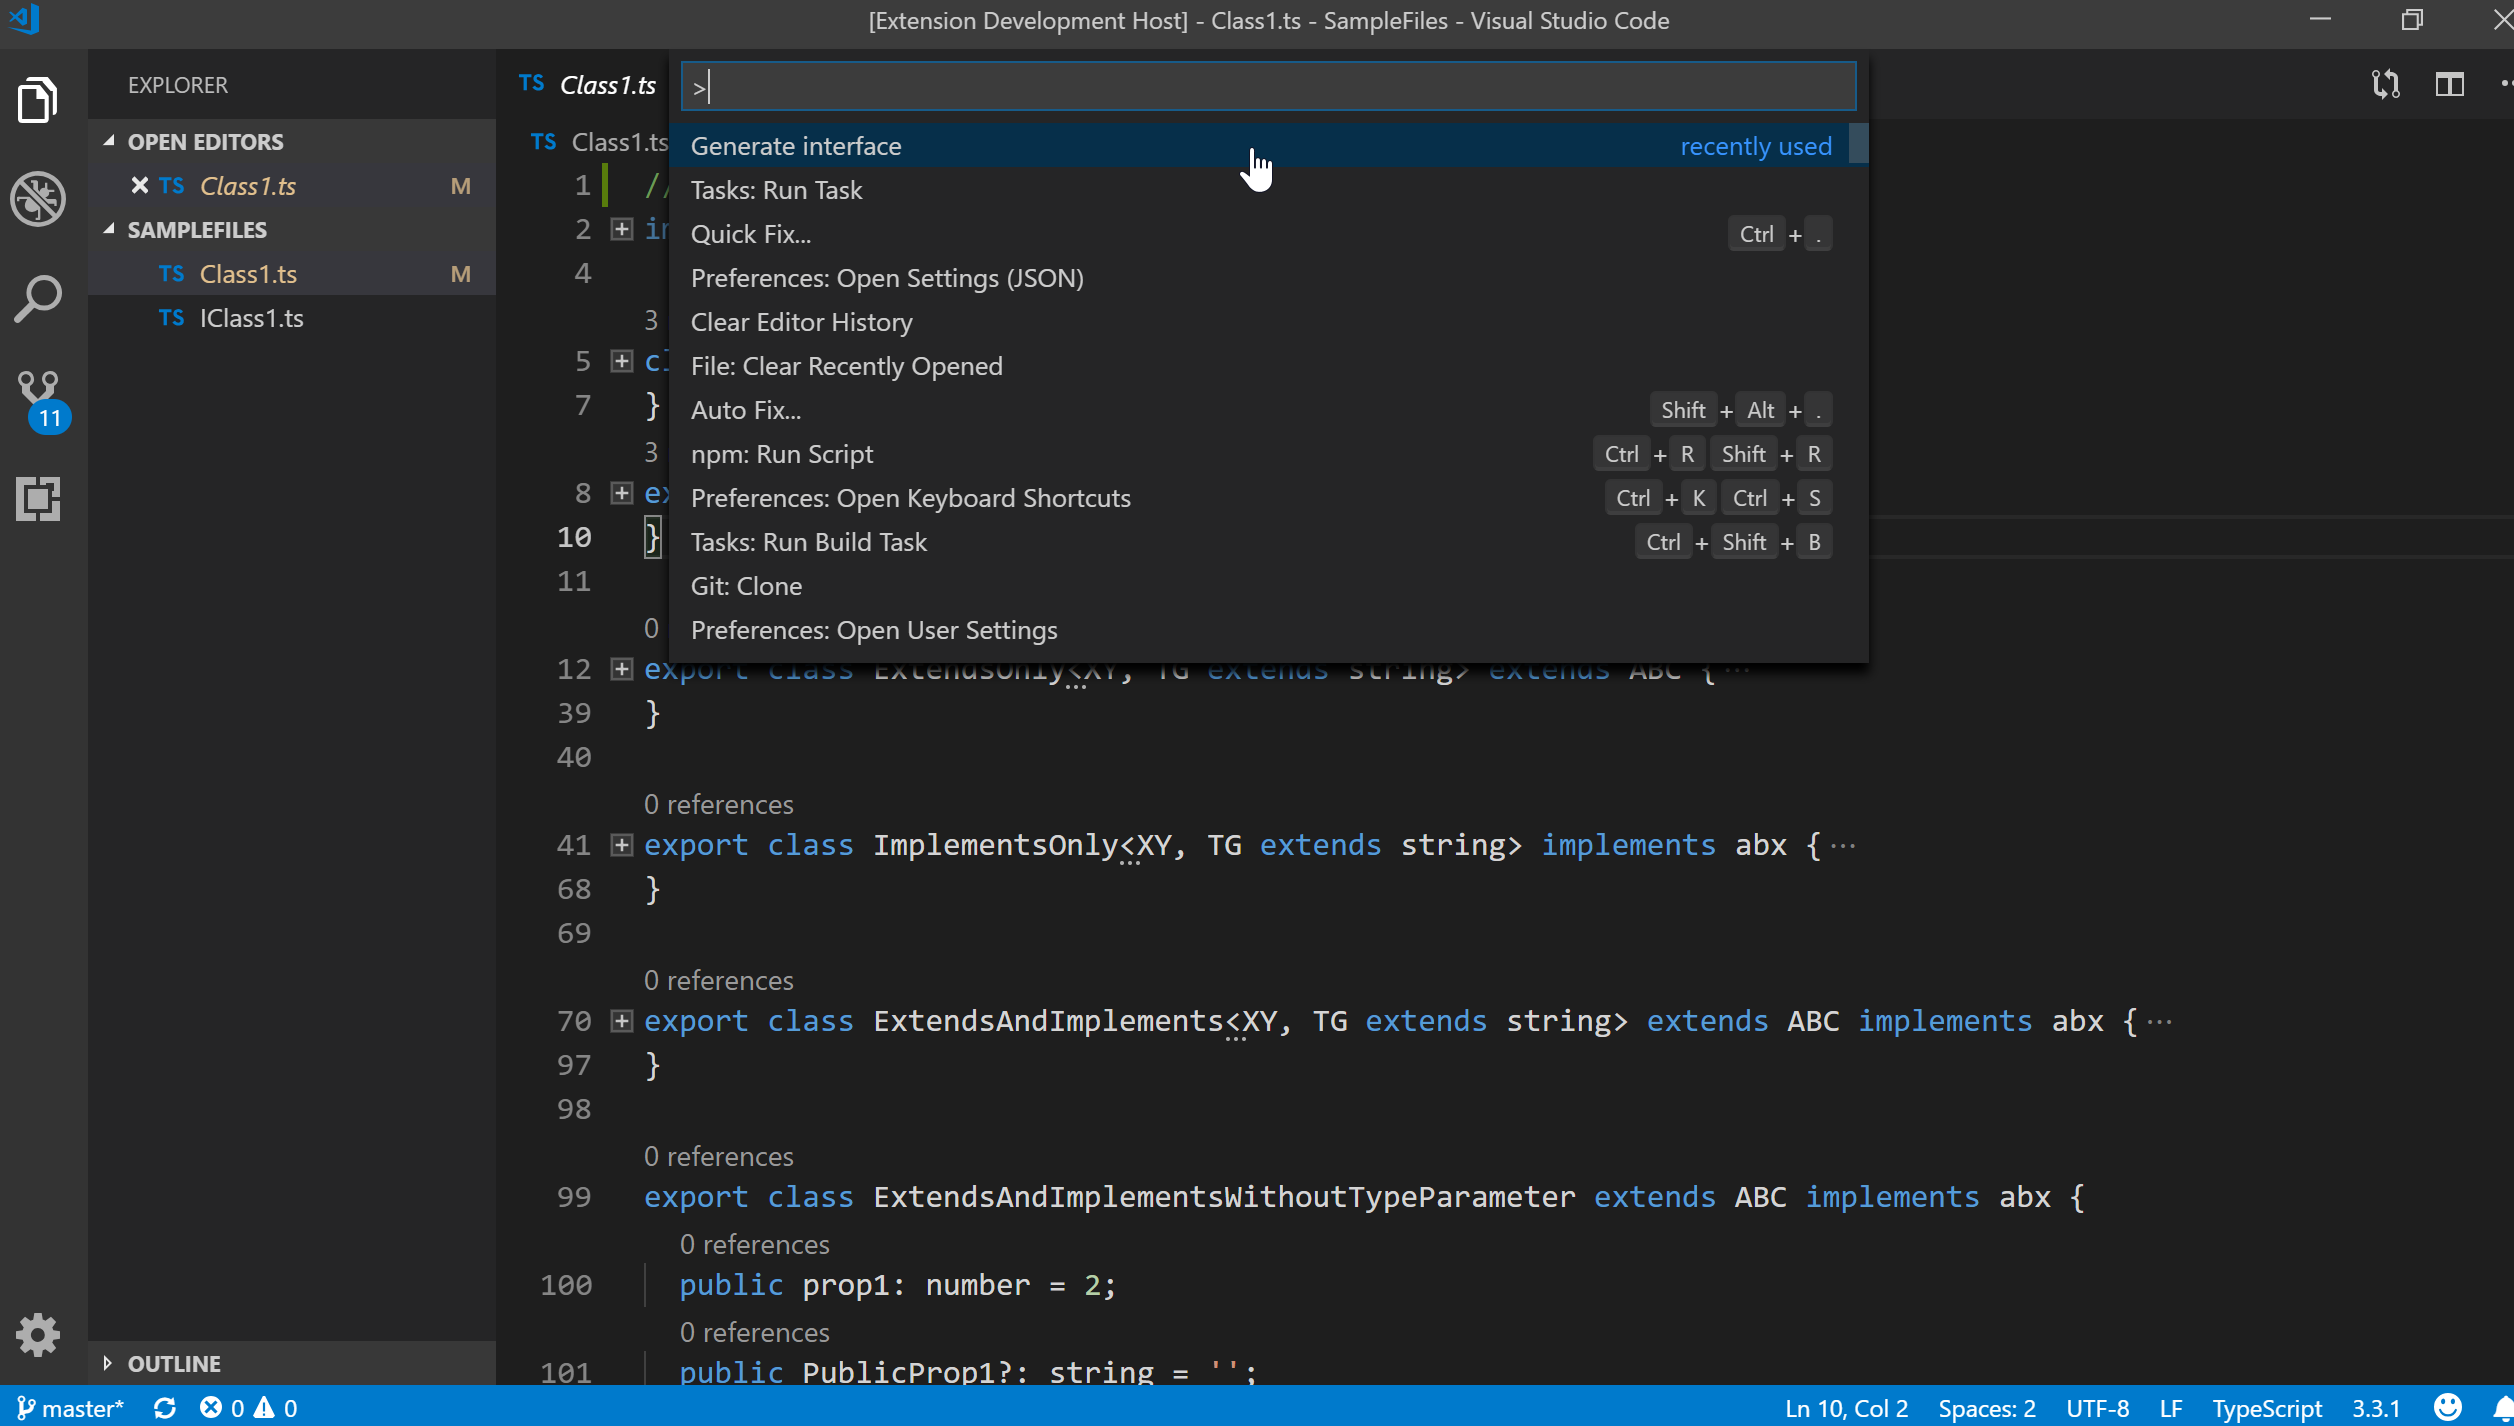 [Extension Development Host] - Class1.ts - SampleFiles - Visual Studio Code
EXPLORER
OPEN EDITORS
TS Class1.ts M
SAMPLEFILES
TS Class1.ts M
TS IClass1.ts
11
OUTLINE
TS Class1.ts
TS Class1.ts
>
Generate interface recently used
Tasks: Run Task
Quick Fix... Ctrl + .
Preferences: Open Settings (JSON)
Clear Editor History
File: Clear Recently Opened
Auto Fix... Shift + Alt + .
npm: Run Script Ctrl + R Shift + R
Preferences: Open Keyboard Shortcuts Ctrl + K Ctrl + S
Tasks: Run Build Task Ctrl + Shift + B
Git: Clone
Preferences: Open User Settings
1 //
2
4
3
5
7 }
3
8
10 }
11
0
12 export class ExtendsOnly<XY, TG extends string> extends ABC {···
39 }
40
0 references
41 export class ImplementsOnly<XY, TG extends string> implements abx {···
68 }
69
0 references
70 export class ExtendsAndImplements<XY, TG extends string> extends ABC implements abx {···
97 }
98
0 references
99 export class ExtendsAndImplementsWithoutTypeParameter extends ABC implements abx {
0 references
100 public prop1: number = 2;
0 references
101 public PublicProp1?: string = '';
master* 0 0 Ln 10, Col 2 Spaces: 2 UTF-8 LF TypeScript 3.3.1